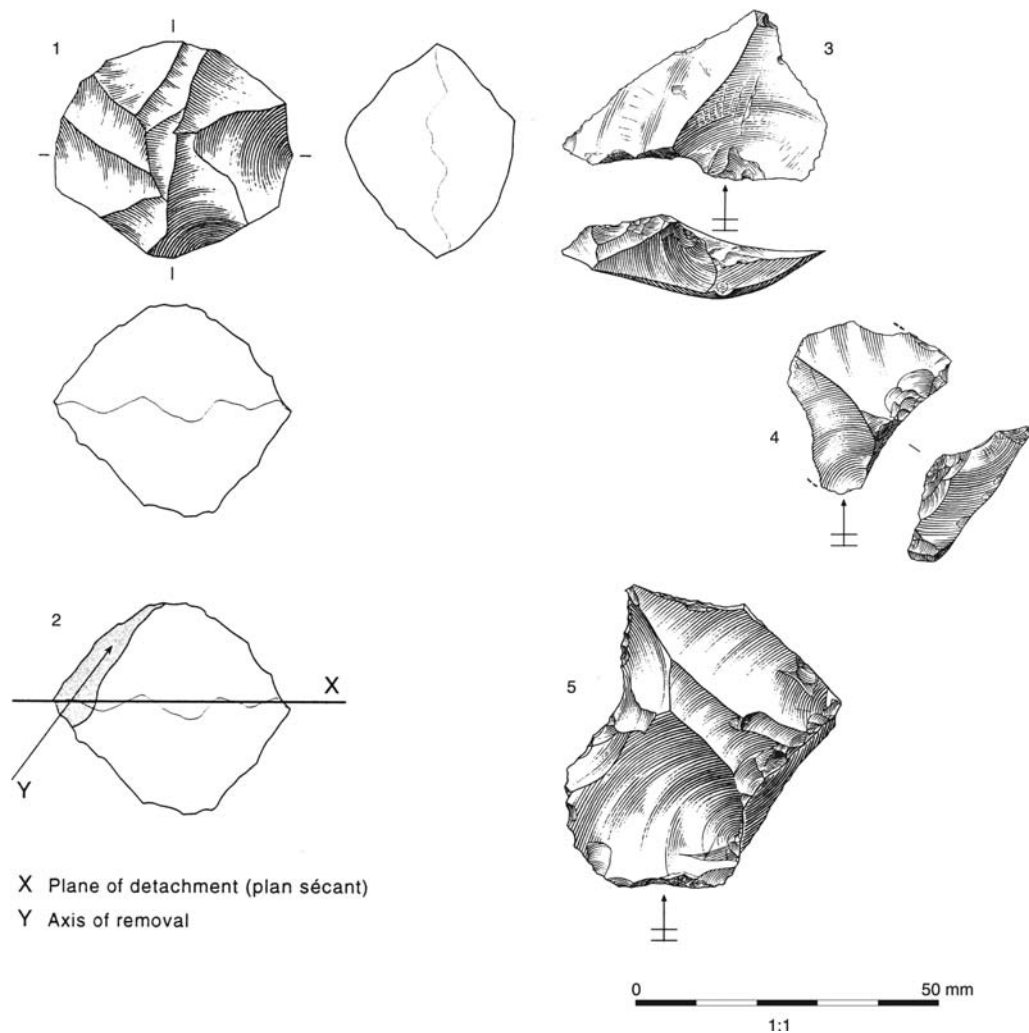 1
3
4
2
X
Y
5
X Plane of detachment (plan sécant)
Y Axis of removal
0 50 mm
1:1